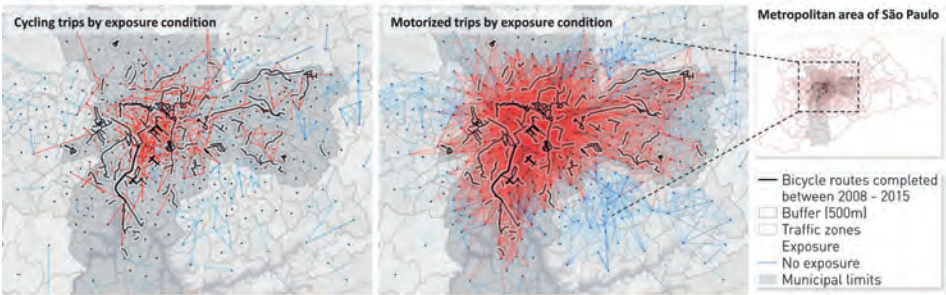 Cycling trips by exposure condition
Motorized trips by exposure condition
Metropolitan area of São Paulo
Bicycle routes completed
between 2008 - 2015
Buffer (500m)
Traffic zones
Exposure
No exposure
Municipal limits